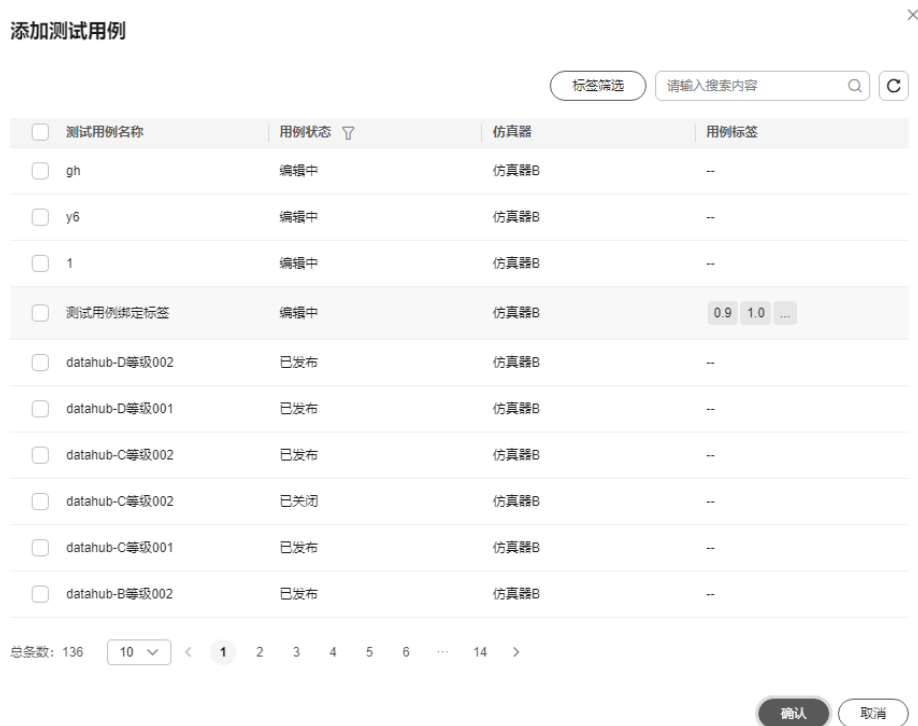 添加测试用例
标签筛选 请输入搜索内容
测试用例名称 用例状态 仿真器 用例标签
gh 编辑中 仿真器B --
y6 编辑中 仿真器B --
1 编辑中 仿真器B --
测试用例绑定标签 编辑中 仿真器B 0.9 1.0 ...
datahub-D等级002 已发布 仿真器B --
datahub-D等级001 已发布 仿真器B --
datahub-C等级002 已发布 仿真器B --
datahub-C等级002 已关闭 仿真器B --
datahub-C等级001 已发布 仿真器B --
datahub-B等级002 已发布 仿真器B --
总条数: 136 10 < 1 2 3 4 5 6 ... 14 >
确认 取消